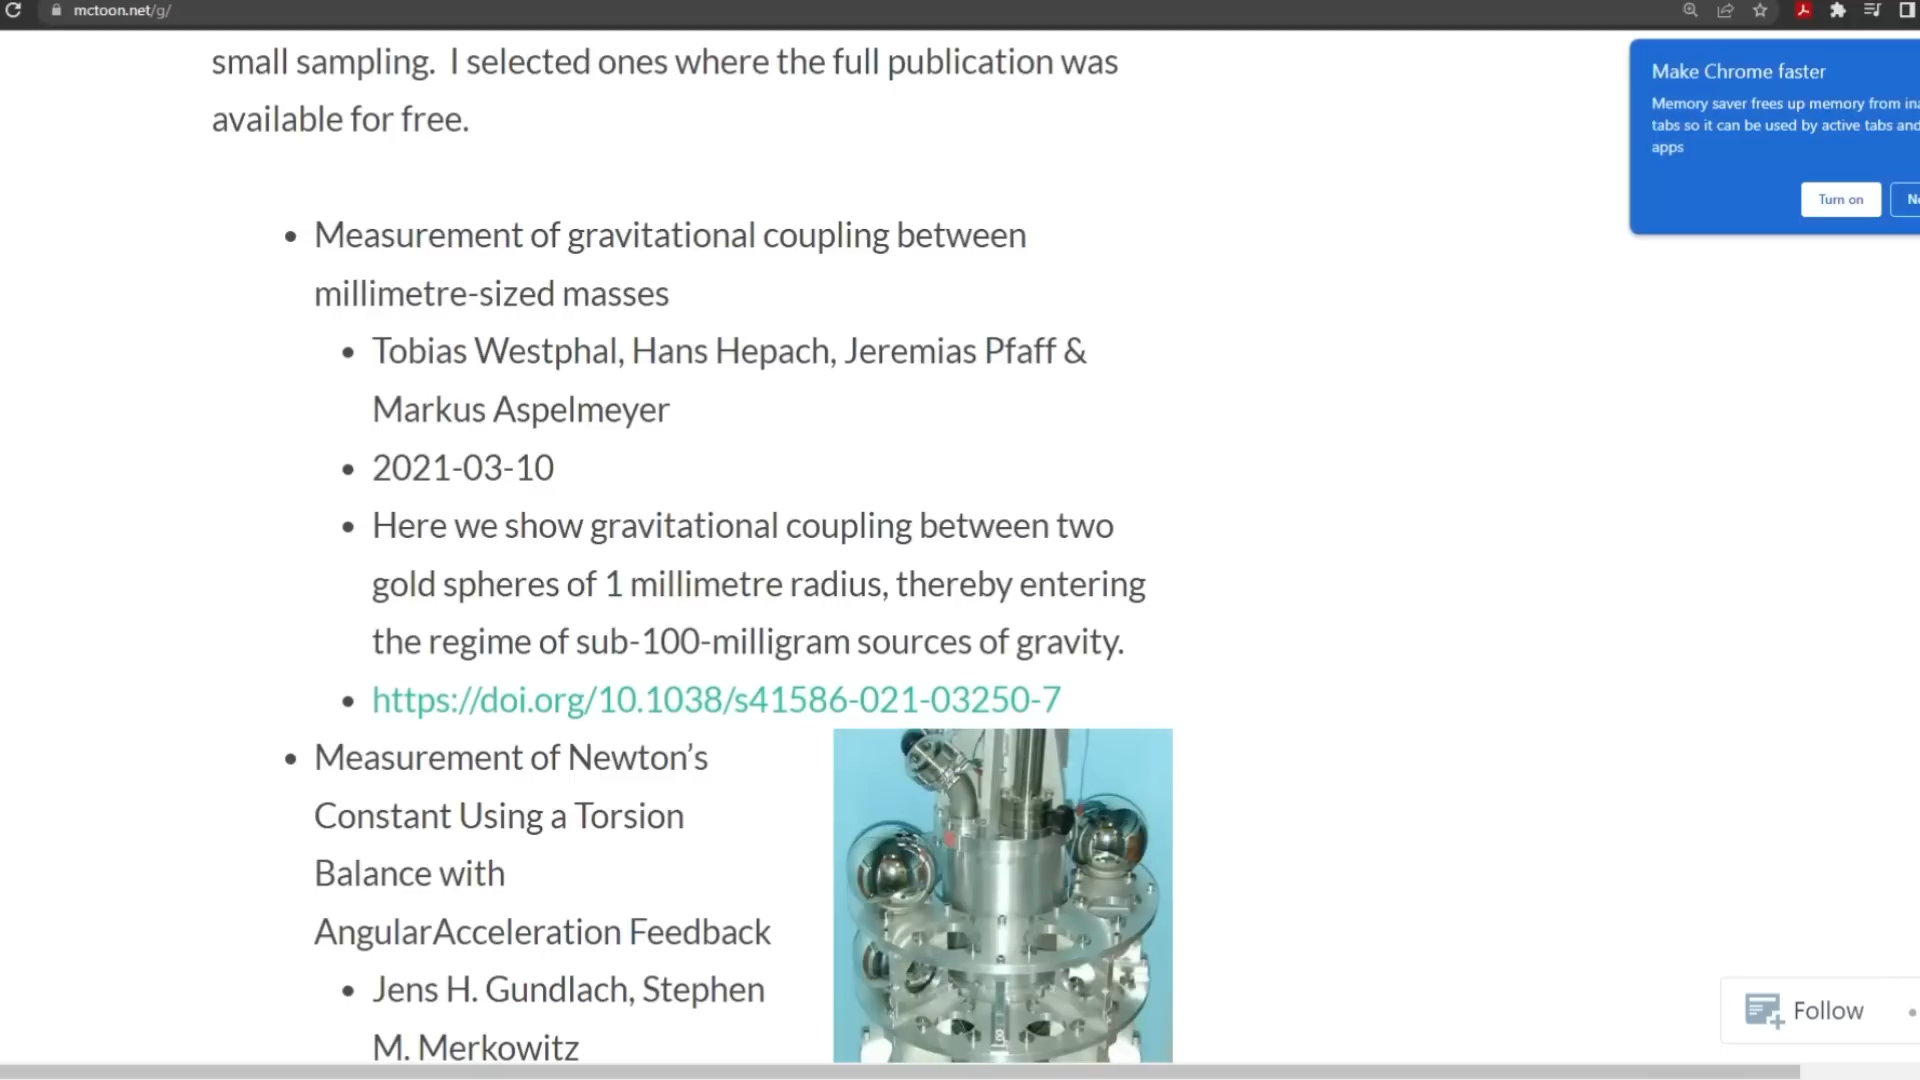 mctoon.net/g/
small sampling. I selected ones where the full publication was
available for free.
Make Chrome faster
Memory saver frees up memory from ina
tabs so it can be used by active tabs and
apps
Turn on
No
• Measurement of gravitational coupling between
millimetre-sized masses
• Tobias Westphal, Hans Hepach, Jeremias Pfaff &
Markus Aspelmeyer
• 2021-03-10
• Here we show gravitational coupling between two
gold spheres of 1 millimetre radius, thereby entering
the regime of sub-100-milligram sources of gravity.
• https://doi.org/10.1038/s41586-021-03250-7
• Measurement of Newton’s
Constant Using a Torsion
Balance with
AngularAcceleration Feedback
• Jens H. Gundlach, Stephen
M. Merkowitz
Follow